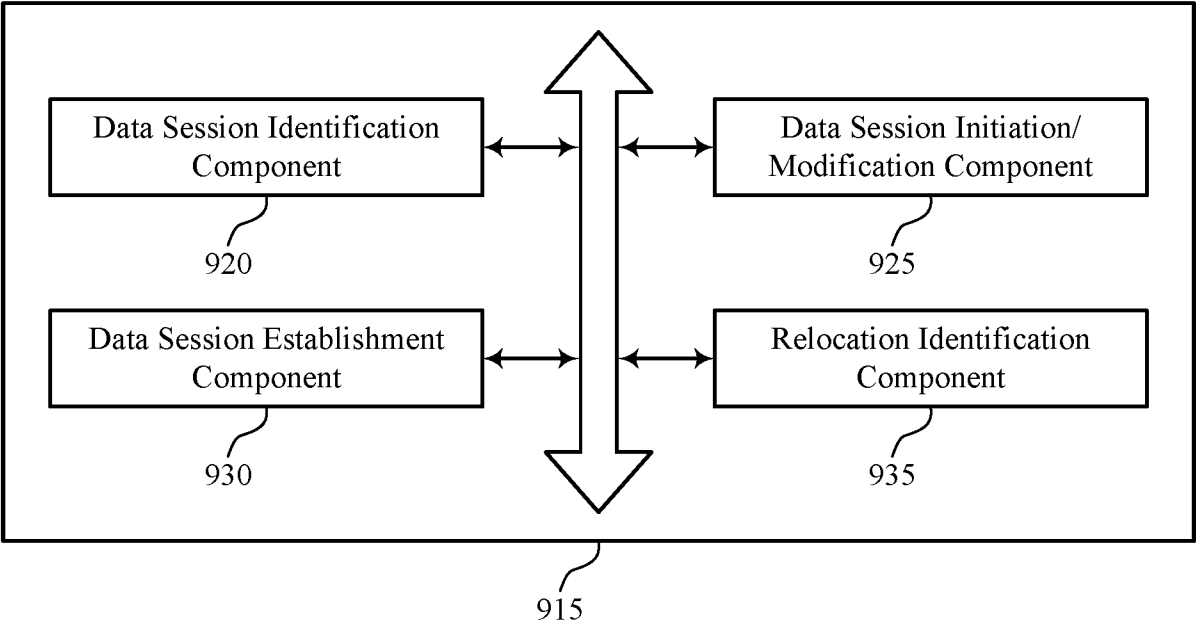 Data Session Identification
Component
920
Data Session Initiation/
Modification Component
925
Data Session Establishment
Component
930
Relocation Identification
Component
935
915